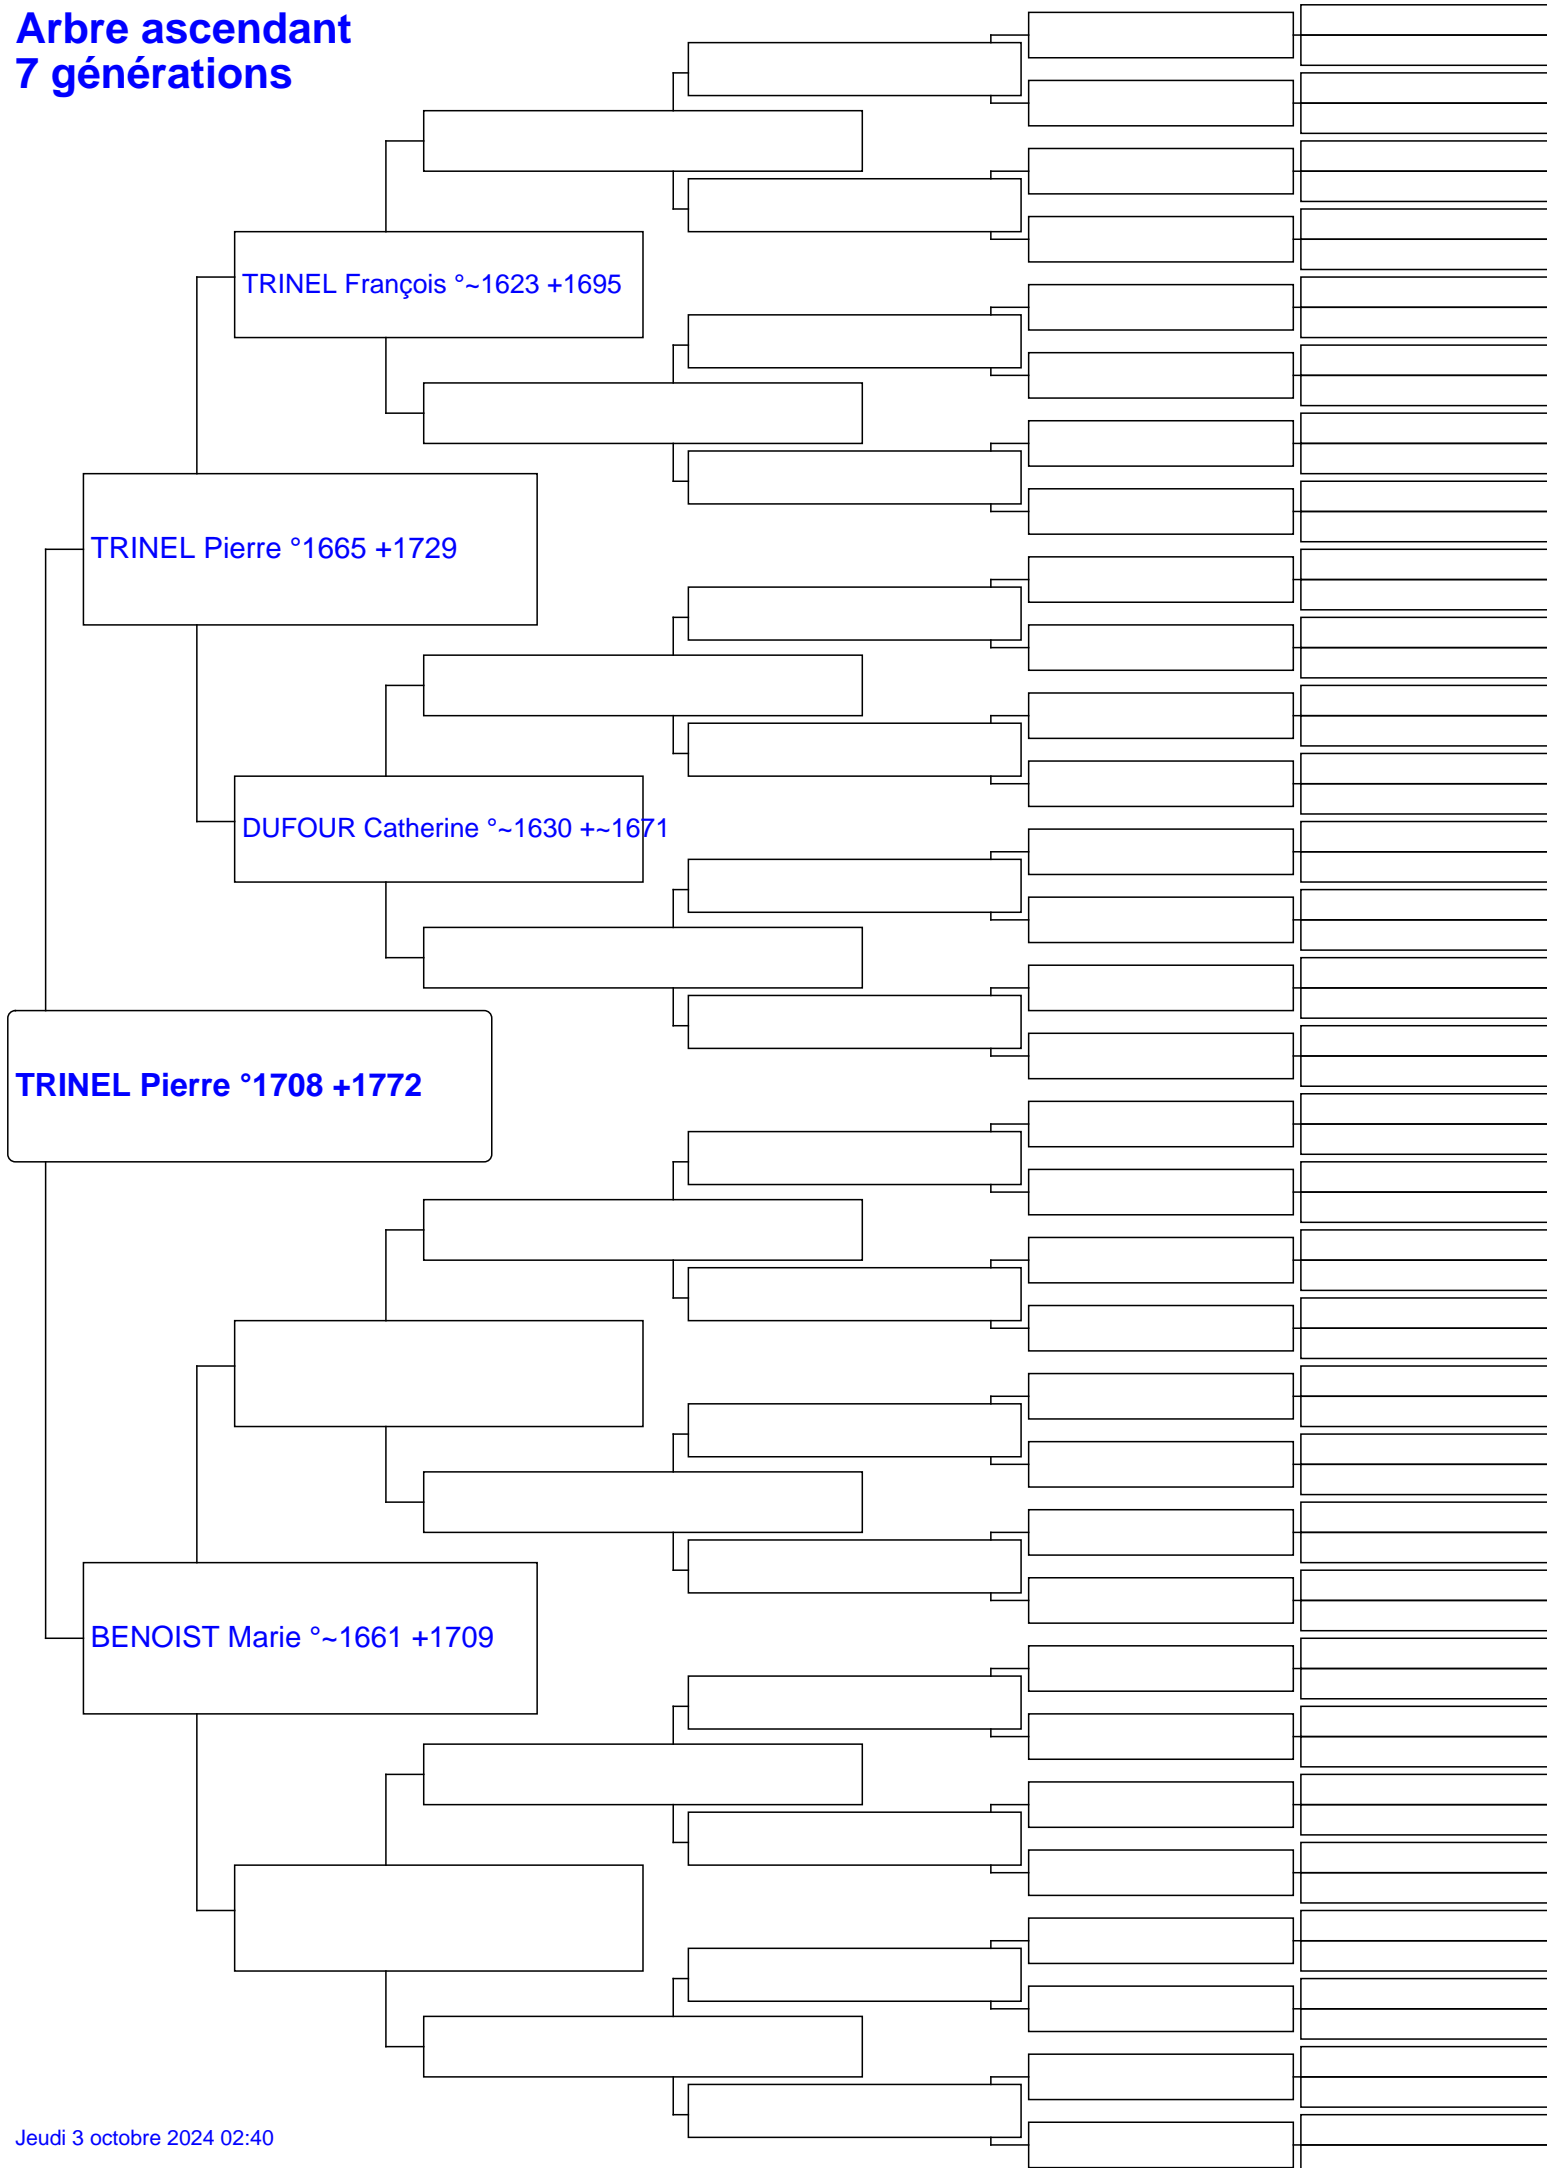 Arbre ascendant
7 générations
TRINEL François °~1623 +1695
TRINEL Pierre °1665 +1729
DUFOUR Catherine °~1630 +~1671
TRINEL Pierre °1708 +1772
BENOIST Marie °~1661 +1709
Jeudi 3 octobre 2024 02:40